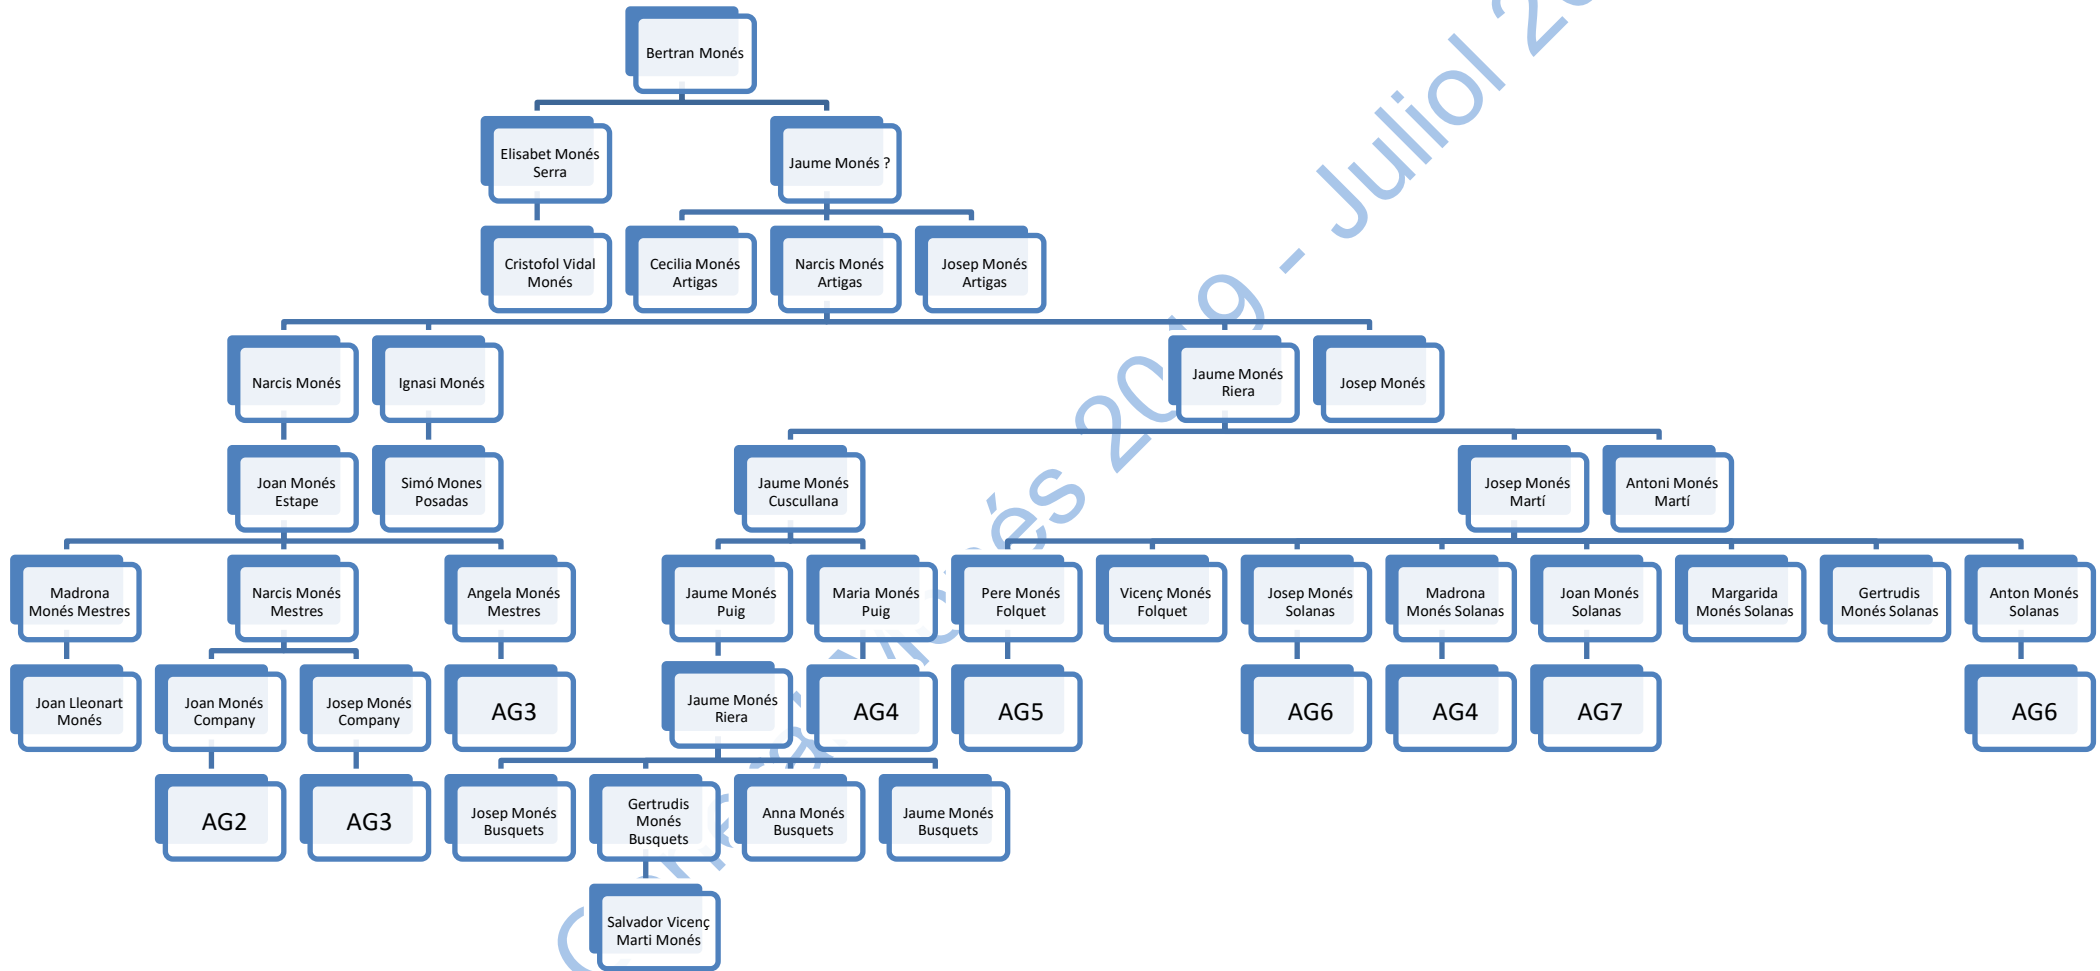 Bertran Monés
Elisabet Monés
Serra
Jaume Monés ?
Cristofol Vidal
Monés
Cecilia Monés
Artigas
Narcis Monés
Artigas
Josep Monés
Artigas
Narcis Monés
Ignasi Monés
Jaume Monés
Riera
Josep Monés
Joan Monés
Estape
Simó Mones
Posadas
Jaume Monés
Cuscullana
Josep Monés
Martí
Antoni Monés
Martí
Madrona
Monés Mestres
Narcis Monés
Mestres
Angela Monés
Mestres
Jaume Monés
Puig
Maria Monés
Puig
Pere Monés
Folquet
Vicenç Monés
Folquet
Josep Monés
Solanas
Madrona
Monés Solanas
Joan Monés
Solanas
Margarida
Monés Solanas
Gertrudis
Monés Solanas
Anton Monés
Solanas
Joan Lleonart
Monés
Joan Monés
Company
Josep Monés
Company
AG3
Jaume Monés
Riera
AG4
AG5
AG6
AG4
AG7
AG6
AG2
AG3
Josep Monés
Busquets
Gertrudis
Monés
Busquets
Anna Monés
Busquets
Jaume Monés
Busquets
Salvador Vicenç
Marti Monés
2019 - Juliol